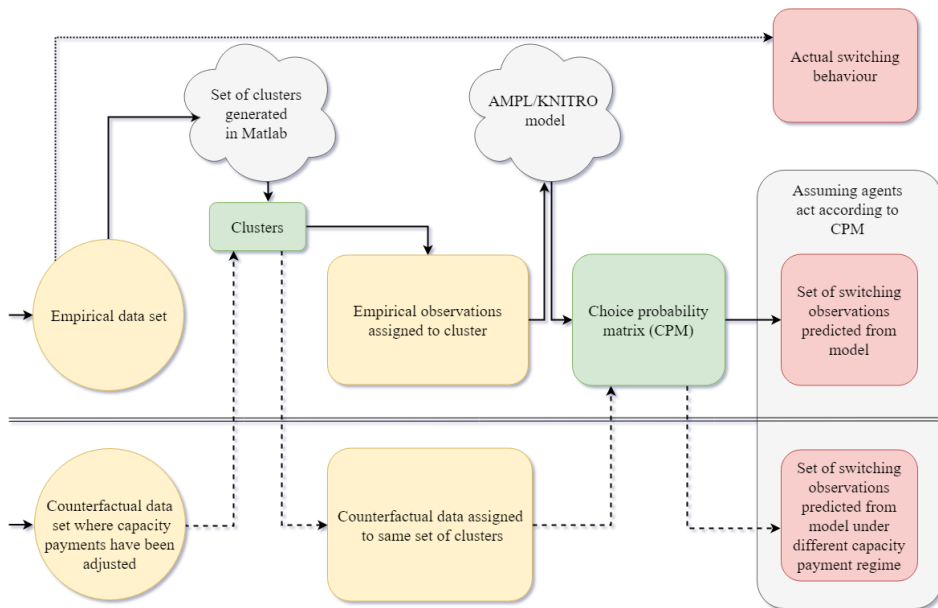 Actual switching
behaviour
Set of clusters
generated
in Matlab
AMPL/KNITRO
model
Assuming agents
act according to
CPM
Clusters
Empirical data set
Empirical observations
assigned to cluster
Choice probability
matrix (CPM)
Set of switching
observations
predicted from
model
Counterfactual data
set where capacity
payments have been
adjusted
Counterfactual data assigned
to same set of clusters
Set of switching
observations
predicted from
model under
different capacity
payment regime